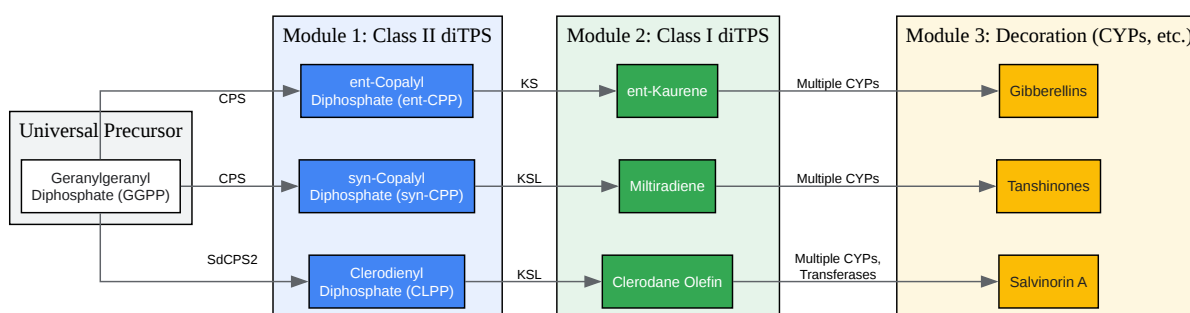 Module 1: Class II diTPS
Module 2: Class I diTPS
Module 3: Decoration (CYPs, etc.)
ent-Copalyl
Diphosphate (ent-CPP)
KS
ent-Kaurene
Multiple CYPs
Gibberellins
CPS
Universal Precursor
Geranylgeranyl
Diphosphate (GGPP)
CPS
syn-Copalyl
Diphosphate (syn-CPP)
KSL
Miltiradiene
Multiple CYPs
Tanshinones
SdCPS2
Clerodienyl
Diphosphate (CLPP)
KSL
Clerodane Olefin
Multiple CYPs,
Transferases
Salvinorin A